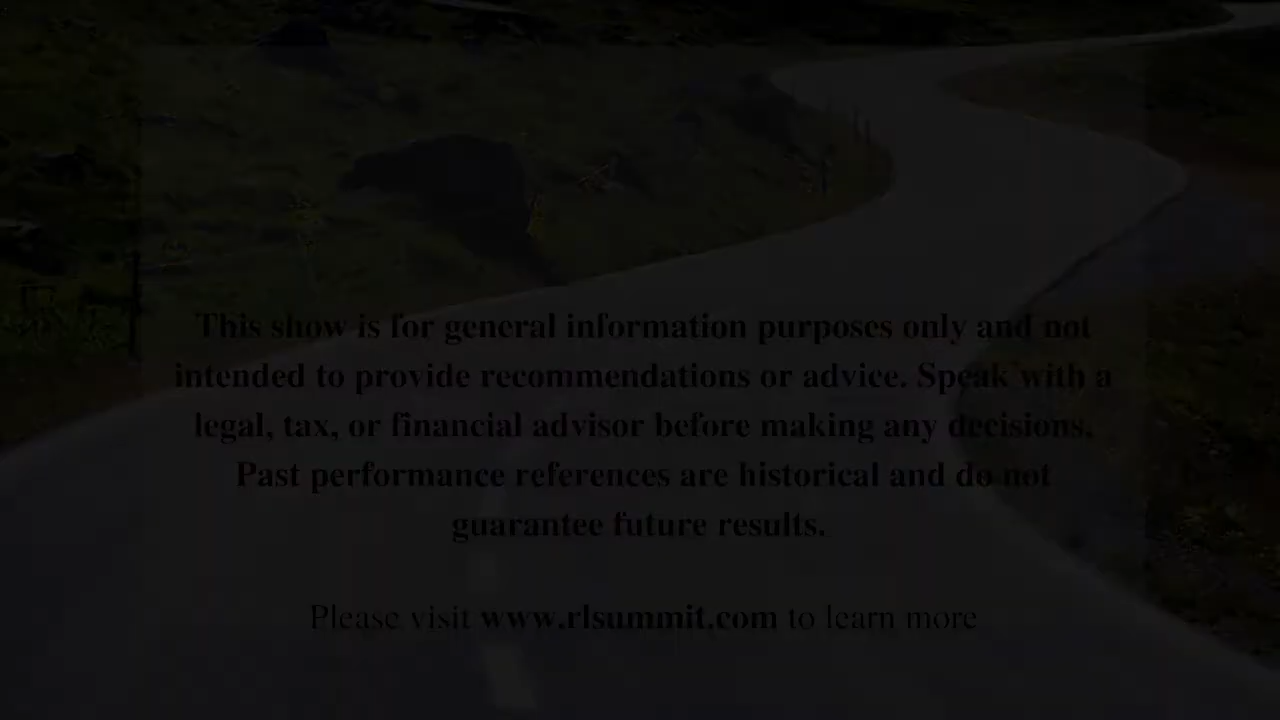 This show is for general information purposes only and not
intended to provide recommendations or advice. Speak with a
legal, tax, or financial advisor before making any decisions.
Past performance references are historical and do not
guarantee future results.
Please visit www.rlsummit.com to learn more